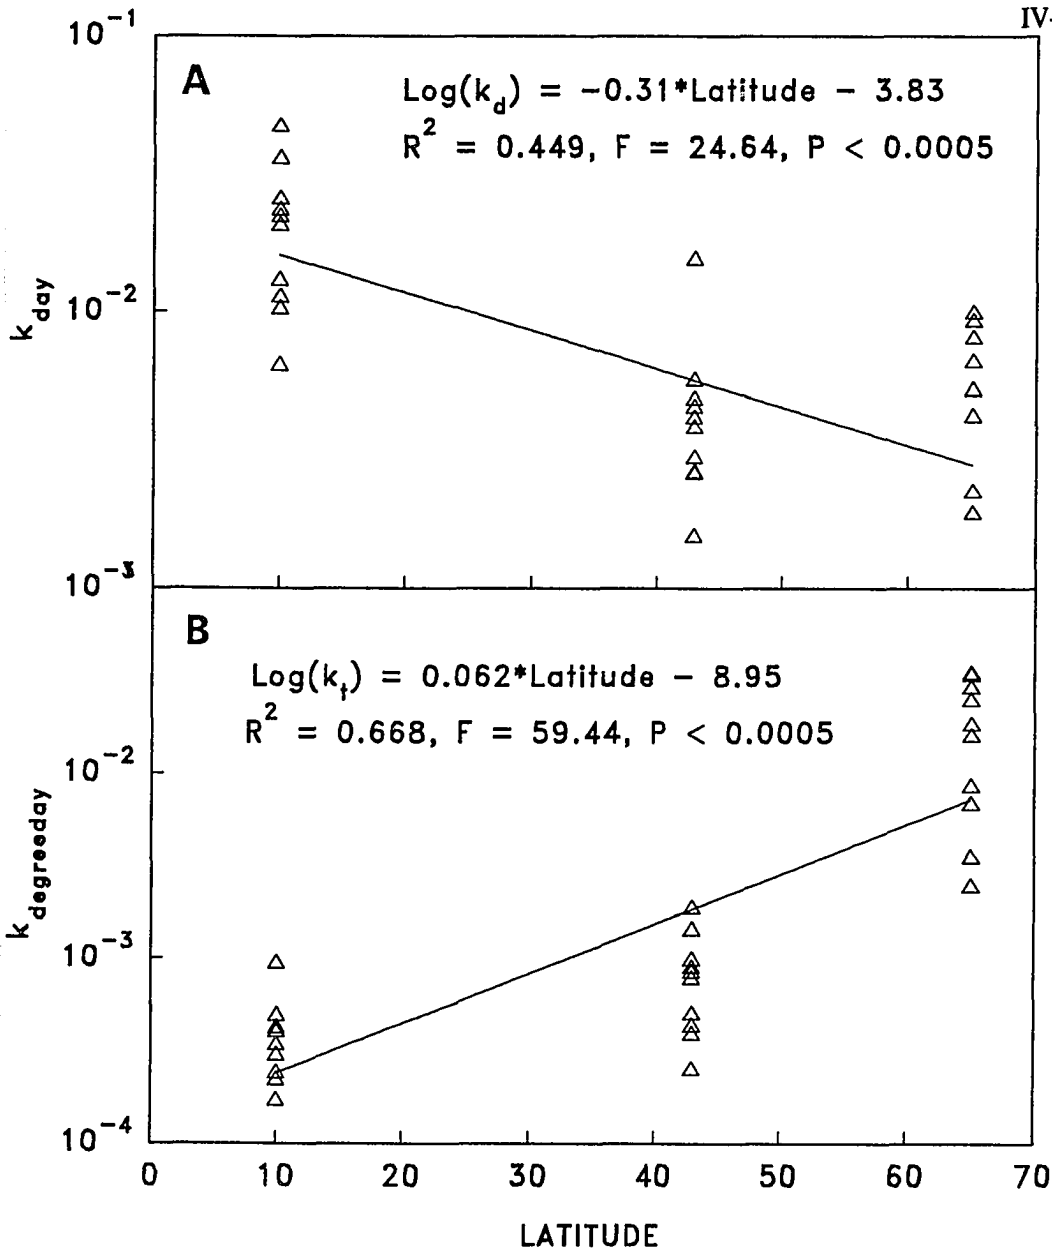 IV-
10⁻¹
A
Log(k_d) = -0.31*Latitude - 3.83
R² = 0.449, F = 24.64, P < 0.0005
k_day
10⁻²
10⁻³
B
Log(k_t) = 0.062*Latitude - 8.95
R² = 0.668, F = 59.44, P < 0.0005
10⁻²
k_degreeday
10⁻³
10⁻⁴
0 10 20 30 40 50 60 70
LATITUDE